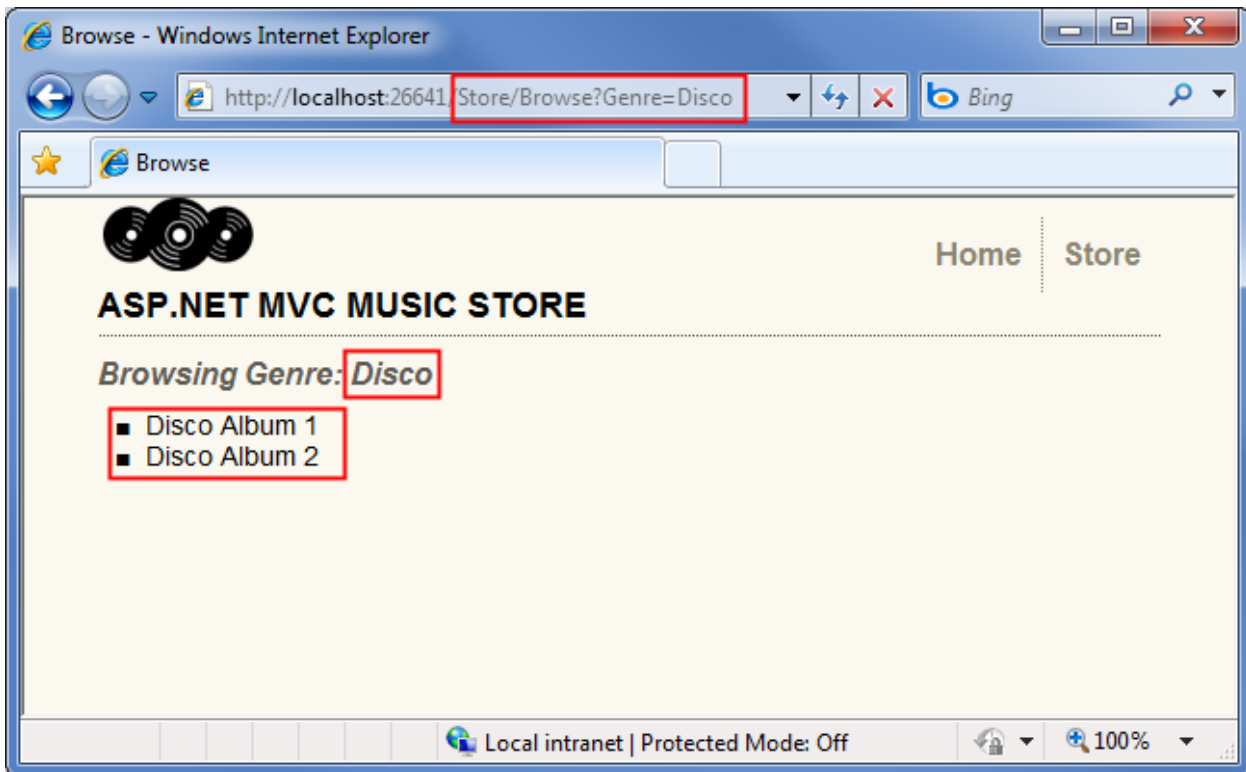 Browse - Windows Internet Explorer
http://localhost:26641/Store/Browse?Genre=Disco
Bing
Browse
Home
Store
ASP.NET MVC MUSIC STORE
Browsing Genre: Disco
Disco Album 1
Disco Album 2
Local intranet | Protected Mode: Off
100%